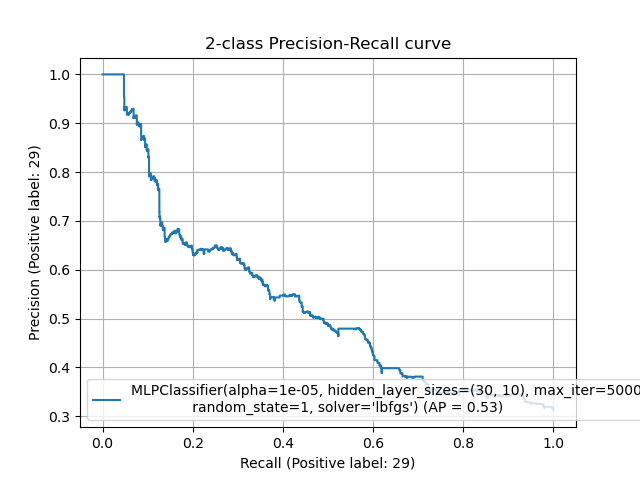 2-class Precision-Recall curve
Precision (Positive label: 29)
1.0
0.9
0.8
0.7
0.6
0.5
0.4
0.3
MLPClassifier(alpha=1e-05, hidden_layer_sizes=(30, 10), max_iter=5000
random_state=1, solver='lbfgs') (AP = 0.53)
0.0 0.2 0.4 0.6 0.8 1.0
Recall (Positive label: 29)